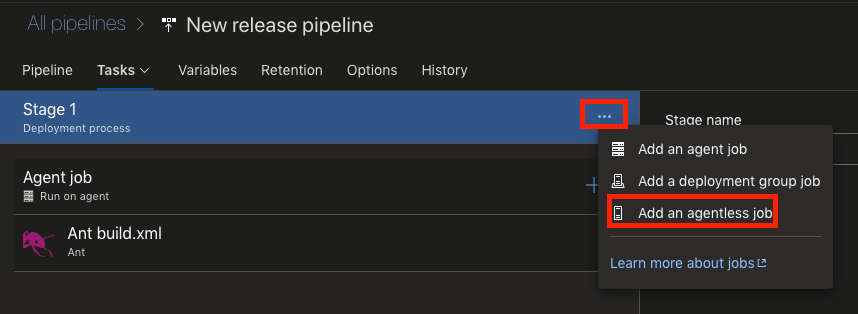 All pipelines > New release pipeline
Pipeline Tasks Variables Retention Options History
Stage 1
Deployment process
...
Stage name
Add an agent job
Add a deployment group job
Add an agentless job
Learn more about jobs
Agent job
Run on agent
+
Ant build.xml
Ant